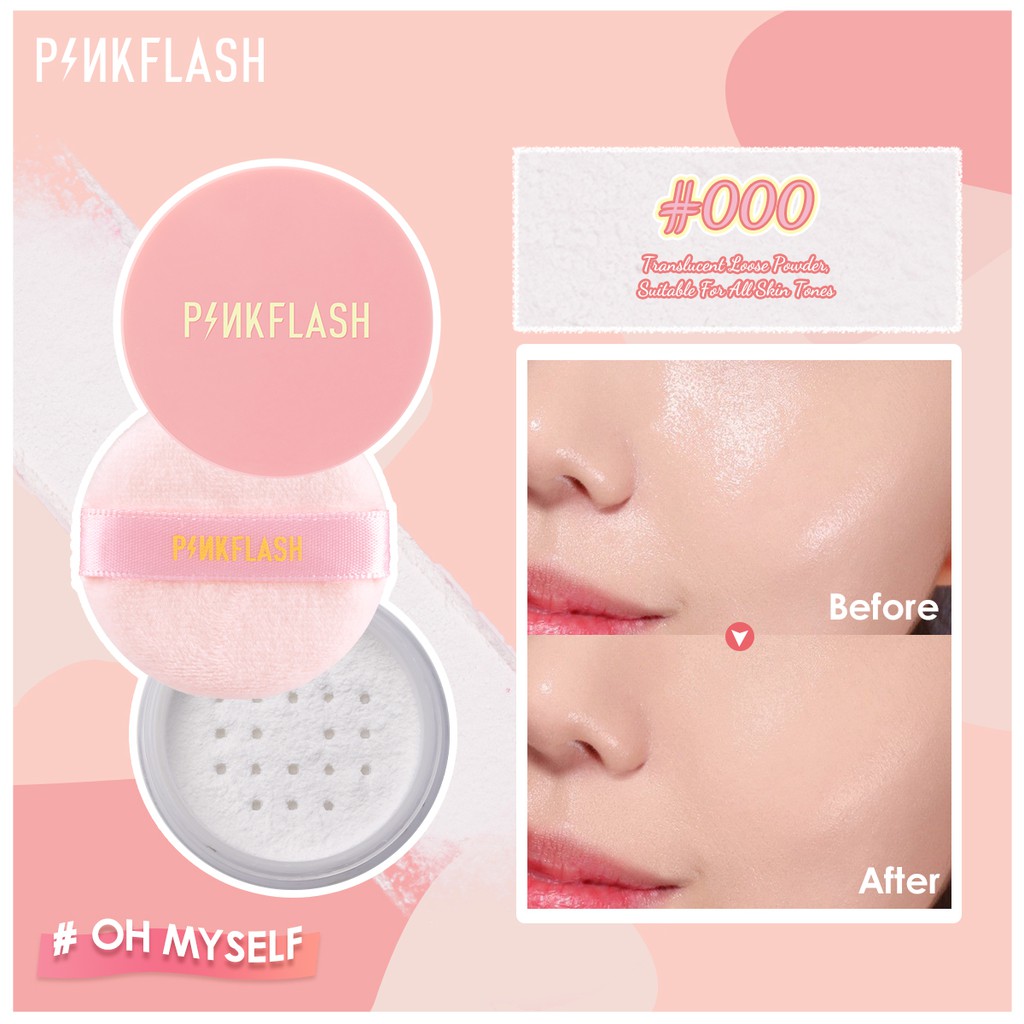 PINKFLASH
PINKFLASH
PINKFLASH
# OH MYSELF
#000
Translucent Loose Powder,
Suitable For All Skin Tones
Before
After